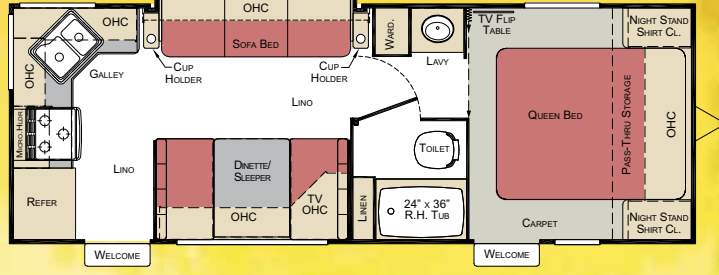 OHC
OHC
GALLEY
OHC
SOFA BED
CUP
HOLDER
CUP
HOLDER
WARD.
LAVY
TV FLIP
TABLE
NIGHT STAND
SHIRT CL.
LINO
MICRO. HLDR
LINO
REFER
DINETTE/
SLEEPER
OHC
TV
OHC
TOILET
LINEN
24" X 36"
R.H. TUB
QUEEN BED
PASS-THRU STORAGE
OHC
CARPET
NIGHT STAND
SHIRT CL.
WELCOME
WELCOME